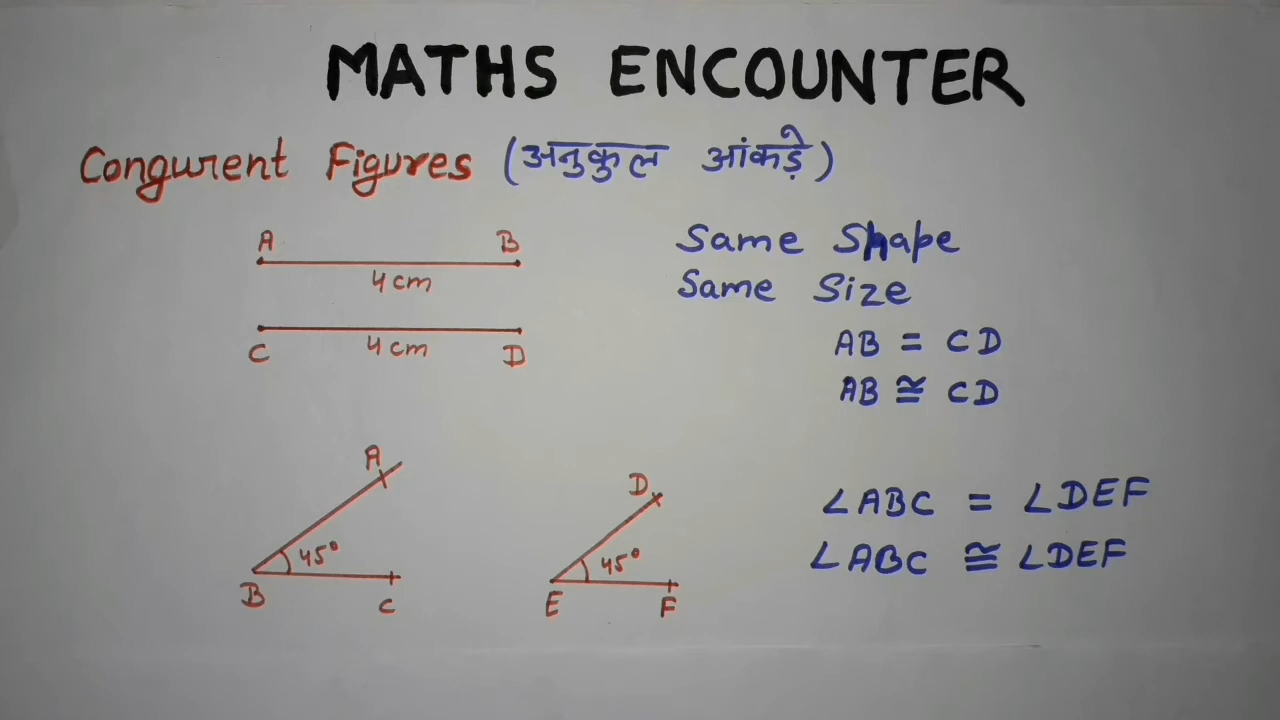 MATHS ENCOUNTER
Congurent Figures (अनुकुल आंकड़े)
A B
4 cm
C D
4 cm
Same Shape
Same Size
AB = CD
AB ≅ CD
A
B C
45°
D
E F
45°
∠ABC = ∠DEF
∠ABC ≅ ∠DEF